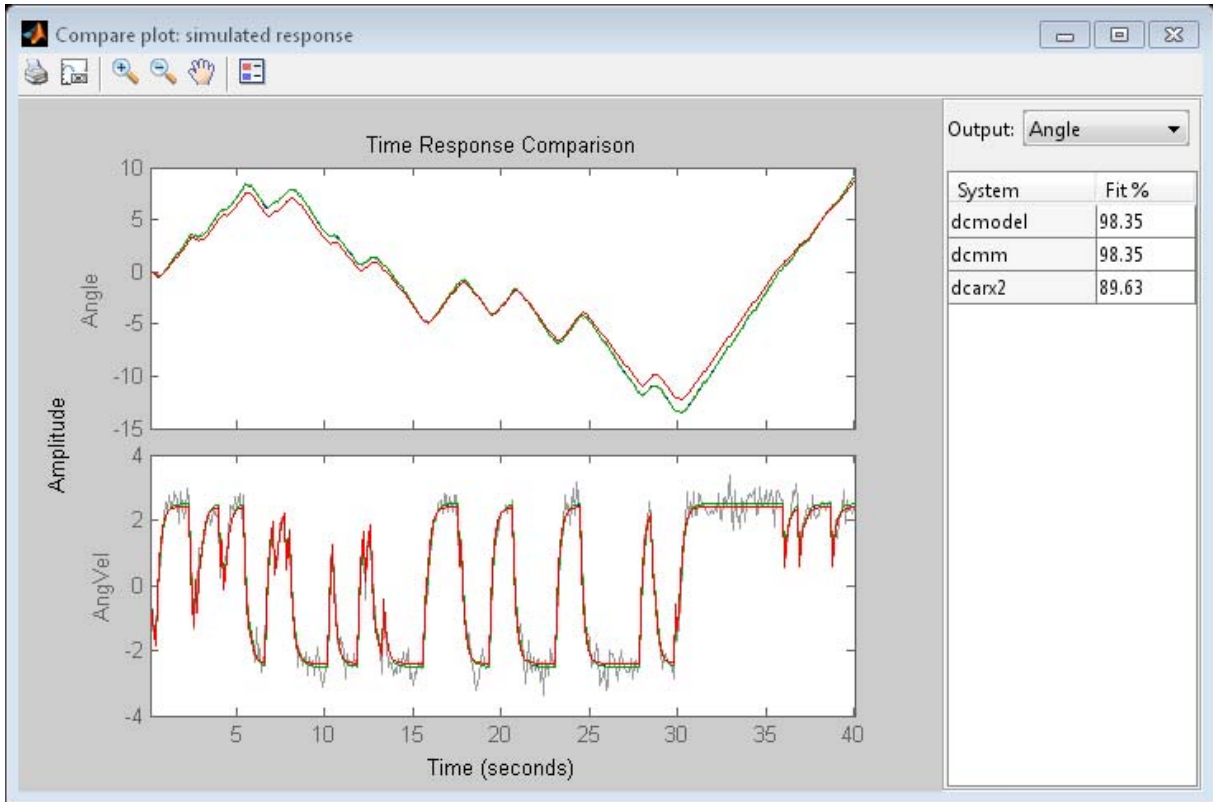 Compare plot: simulated response
Output: Angle
System Fit %
dcmodel 98.35
dcmm 98.35
dcarx2 89.63
Time Response Comparison
Amplitude
Angle
10
5
0
-5
-10
-15
AngVel
4
2
0
-2
-4
5 10 15 20 25 30 35 40
Time (seconds)